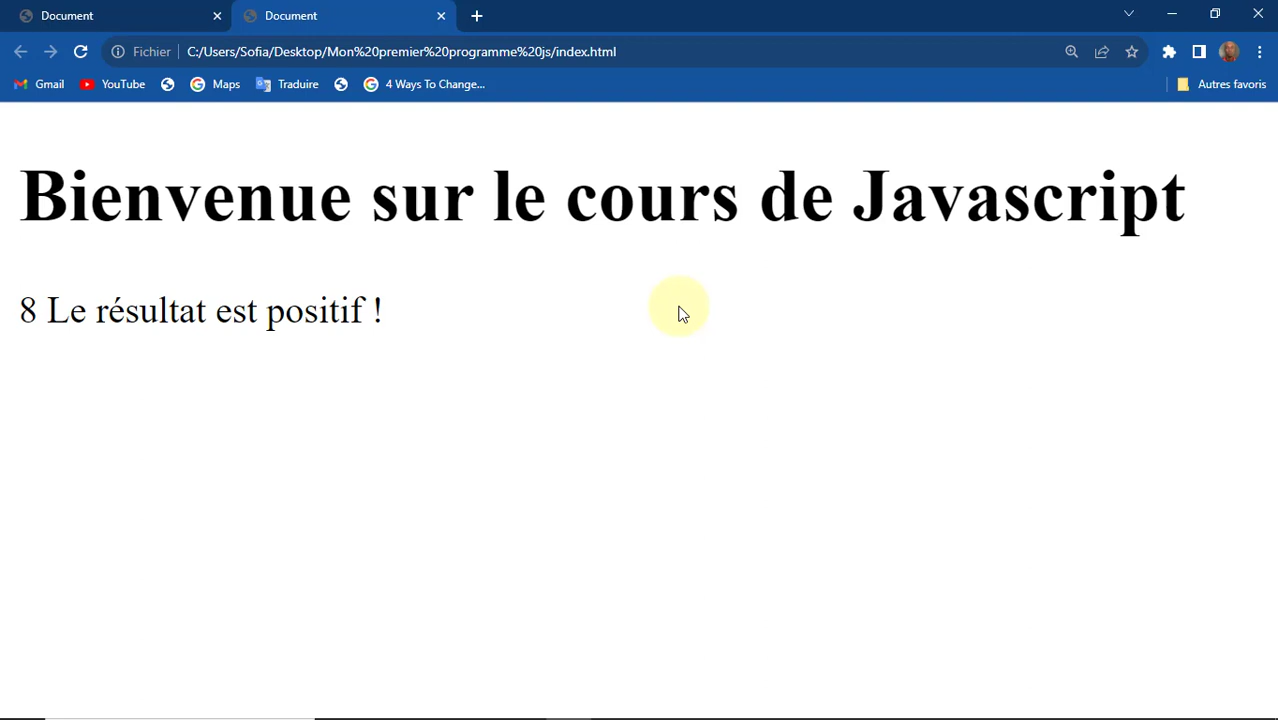 Document
Document
Fichier C:/Users/Sofia/Desktop/Mon%20premier%20programme%20js/index.html
Gmail YouTube Maps Traduire 4 Ways To Change... Autres favoris
Bienvenue sur le cours de Javascript
8 Le résultat est positif !